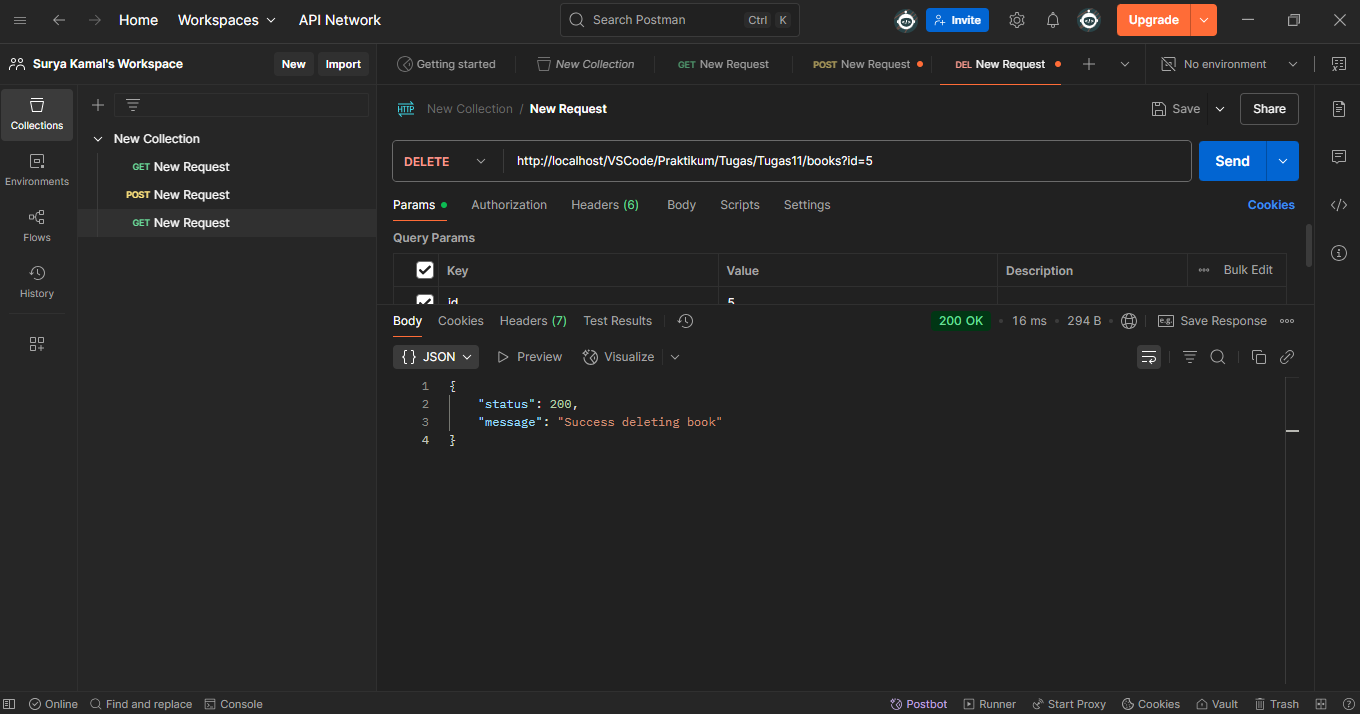 Home Workspaces API Network Search Postman Ctrl K Invite Upgrade
Surya Kamal's Workspace New Import Getting started New Collection GET New Request POST New Request DEL New Request No environment
Collections
Environments
Flows
History
New Collection
GET New Request
POST New Request
GET New Request
HTTP New Collection / New Request Save Share
DELETE http://localhost/VSCode/Praktikum/Tugas/Tugas11/books?id=5 Send
Params Authorization Headers (6) Body Scripts Settings Cookies
Query Params
Key Value Description Bulk Edit
id 5
Body Cookies Headers (7) Test Results 200 OK 16 ms 294 B e.g. Save Response
{} JSON Preview Visualize
1 {
2 "status": 200,
3 "message": "Success deleting book"
4 }
Online Find and replace Console Postbot Runner Start Proxy Cookies Vault Trash